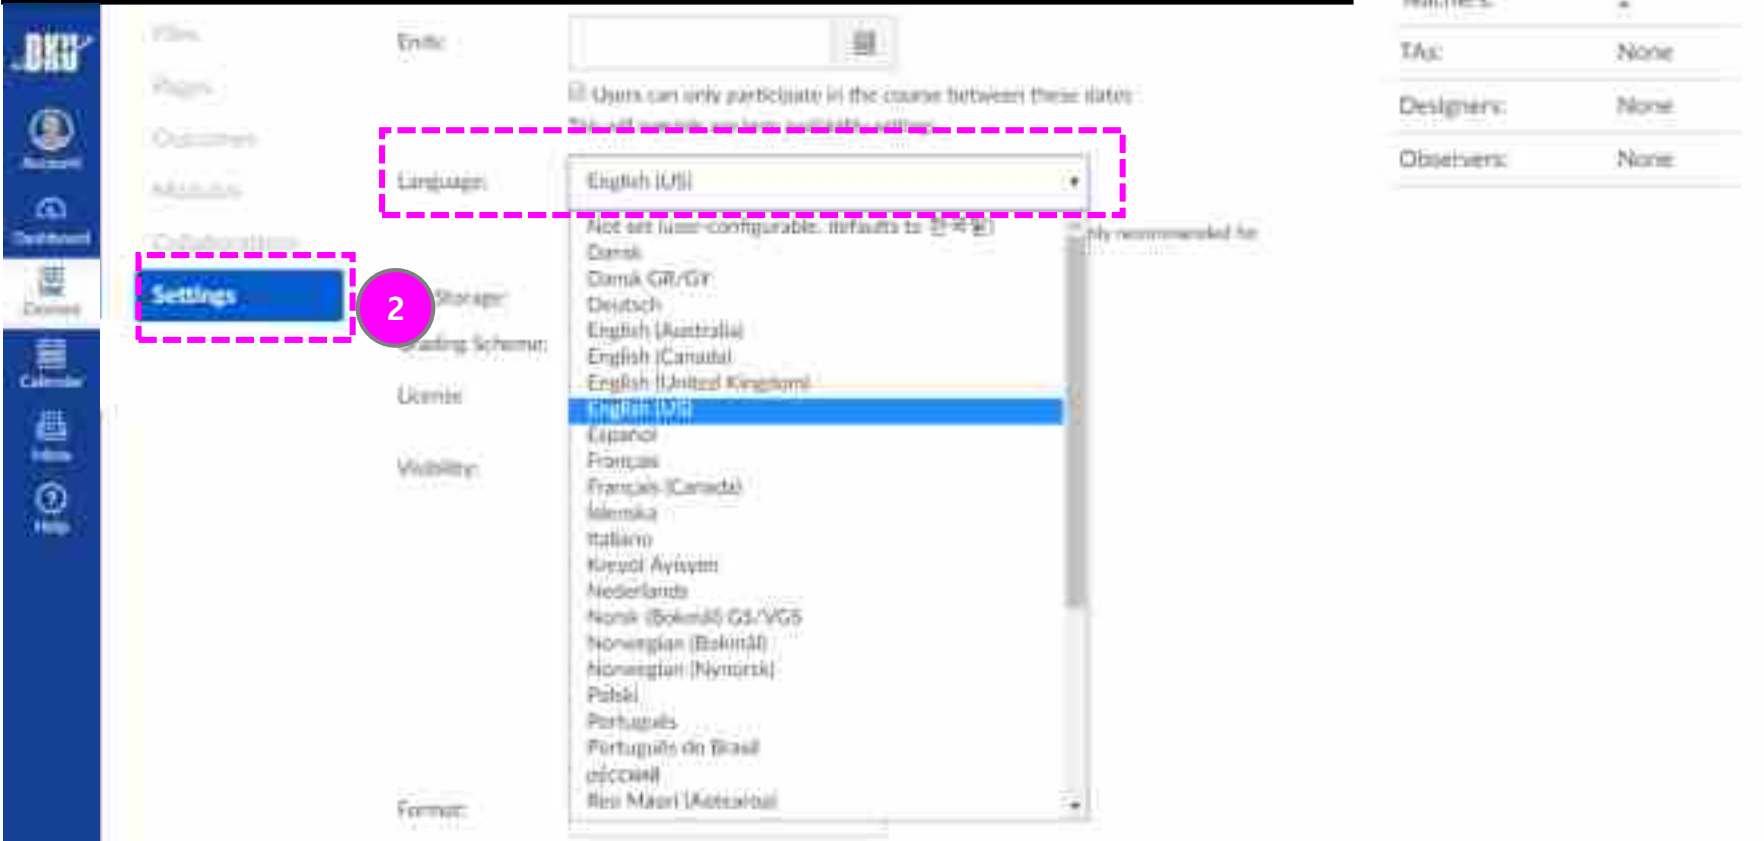 DKU
Account
Dashboard
Courses
Calendar
Inbox
Help
Files
Pages
Outcomes
Modules
Collaborations
Settings
2
Ends:
Users can only participate in the course between these dates
Language:
English (US)
Not set (user-configurable, defaults to 한국어)
Dansk
Dansk GR/GY
Deutsch
English (Australia)
English (Canada)
English (United Kingdom)
English (US)
Español
Français
Français (Canada)
Íslenska
Italiano
Kreyòl Ayisyen
Nederlands
Norsk (Bokmål) GS/VGS
Norwegian (Bokmål)
Norwegian (Nynorsk)
Polski
Português
Português do Brasil
Reo Māori (Aotearoa)
recommended for
Storage:
Grading Scheme:
License:
Visibility:
Format:
TAs: None
Designers: None
Observers: None